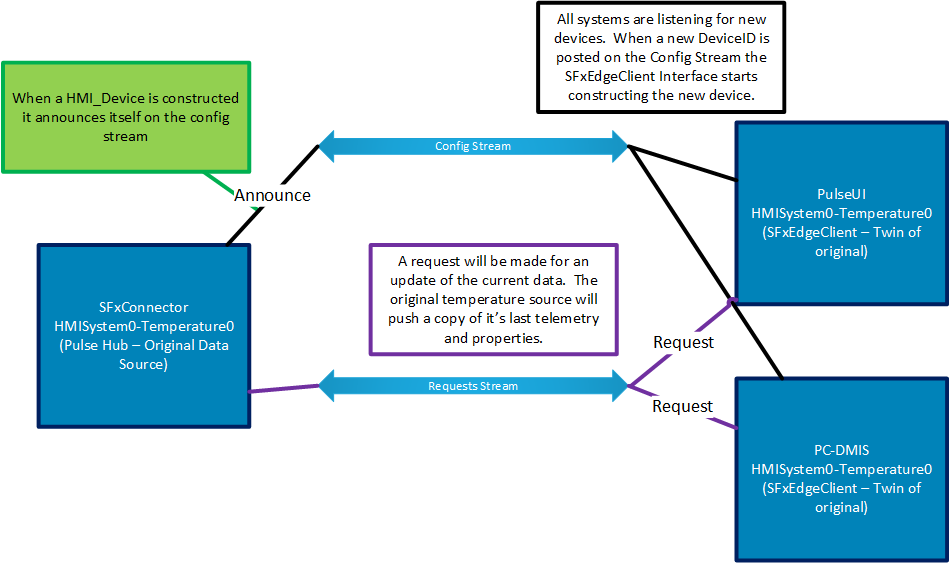 All systems are listening for new
devices.  When a new DeviceID is
posted on the Config Stream the
SFxEdgeClient Interface starts
constructing the new device.
When a HMI_Device is constructed
it announces itself on the config
stream
Config Stream
Announce
PulseUI
HMISystem0-Temperature0
(SFxEdgeClient – Twin of
original)
A request will be made for an
update of the current data.  The
original temperature source will
push a copy of it’s last telemetry
and properties.
SFxConnector
HMISystem0-Temperature0
(Pulse Hub – Original Data
Source)
Request
Requests Stream
Request
PC-DMIS
HMISystem0-Temperature0
(SFxEdgeClient – Twin of
original)